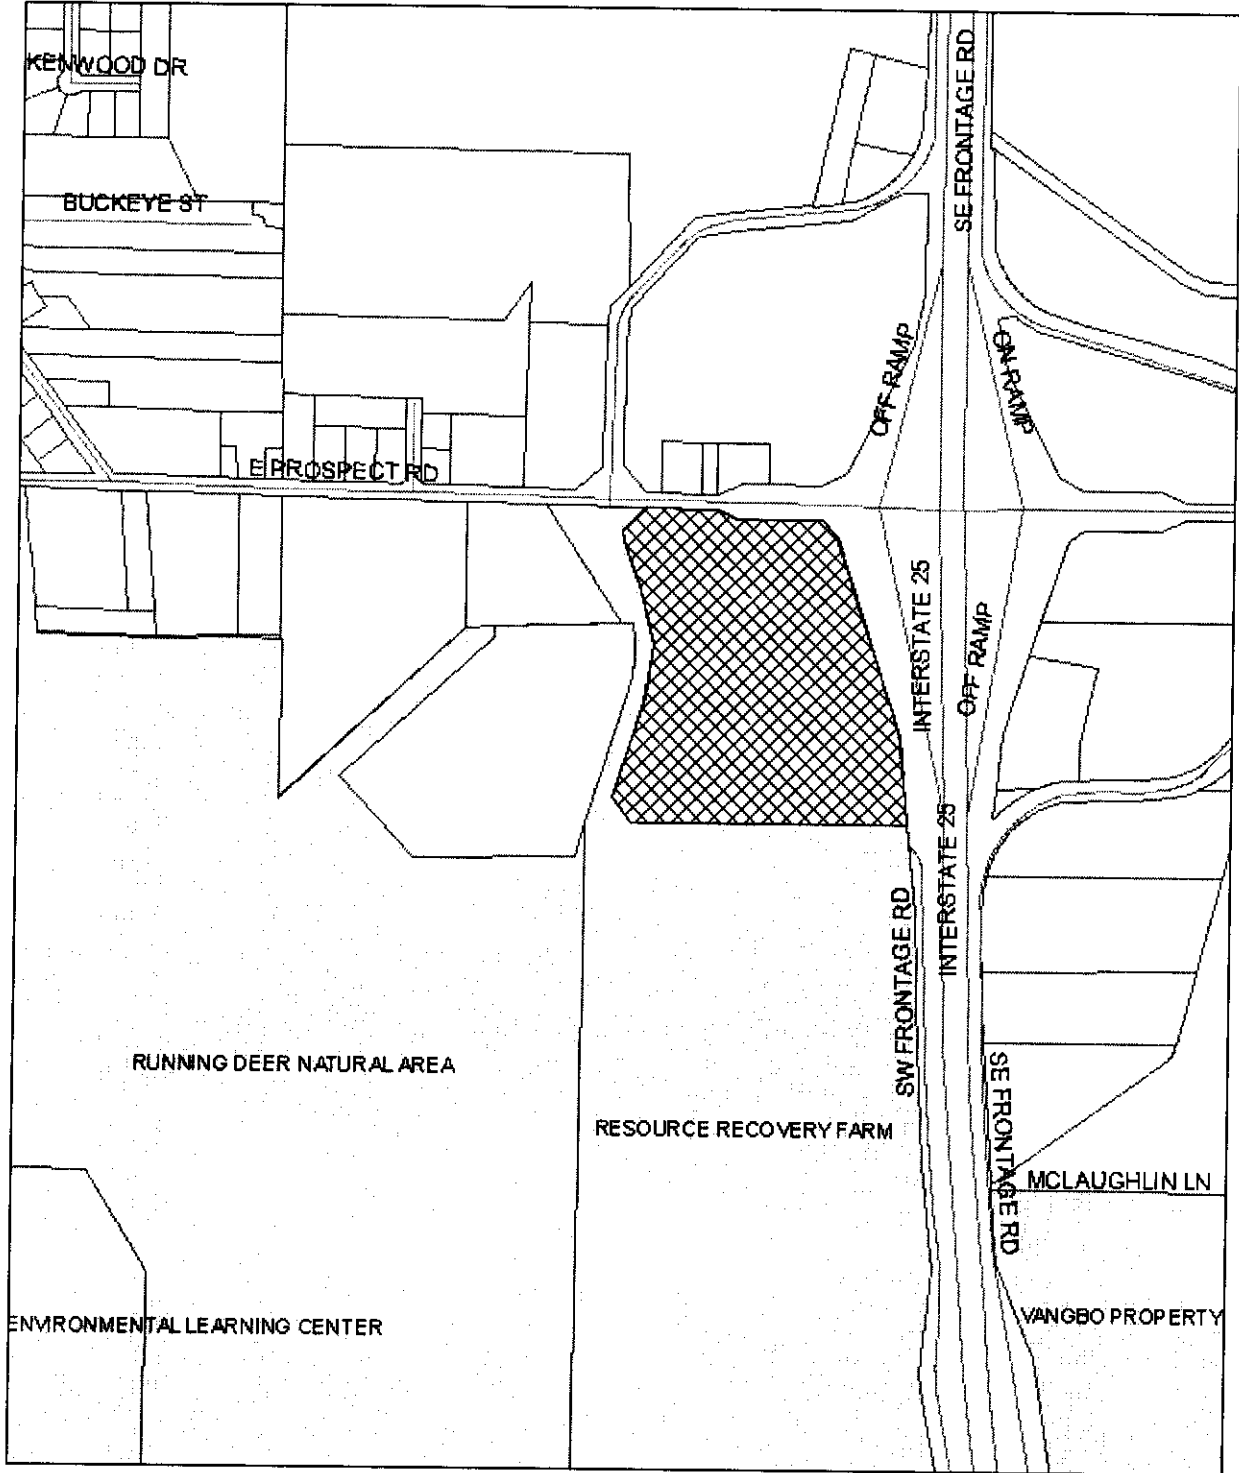 KENWOOD DR
SE FRONTAGE RD
BUCKEYE ST
OFF RAMP
ON RAMP
E PROSPECT RD
INTERSTATE 25
OFF RAMP
INTERSTATE 25
SW FRONTAGE RD
RUNNING DEER NATURAL AREA
RESOURCE RECOVERY FARM
SE FRONTAGE RD
MCLAUGHLIN LN
ENVIRONMENTAL LEARNING CENTER
VANGBO PROPERTY